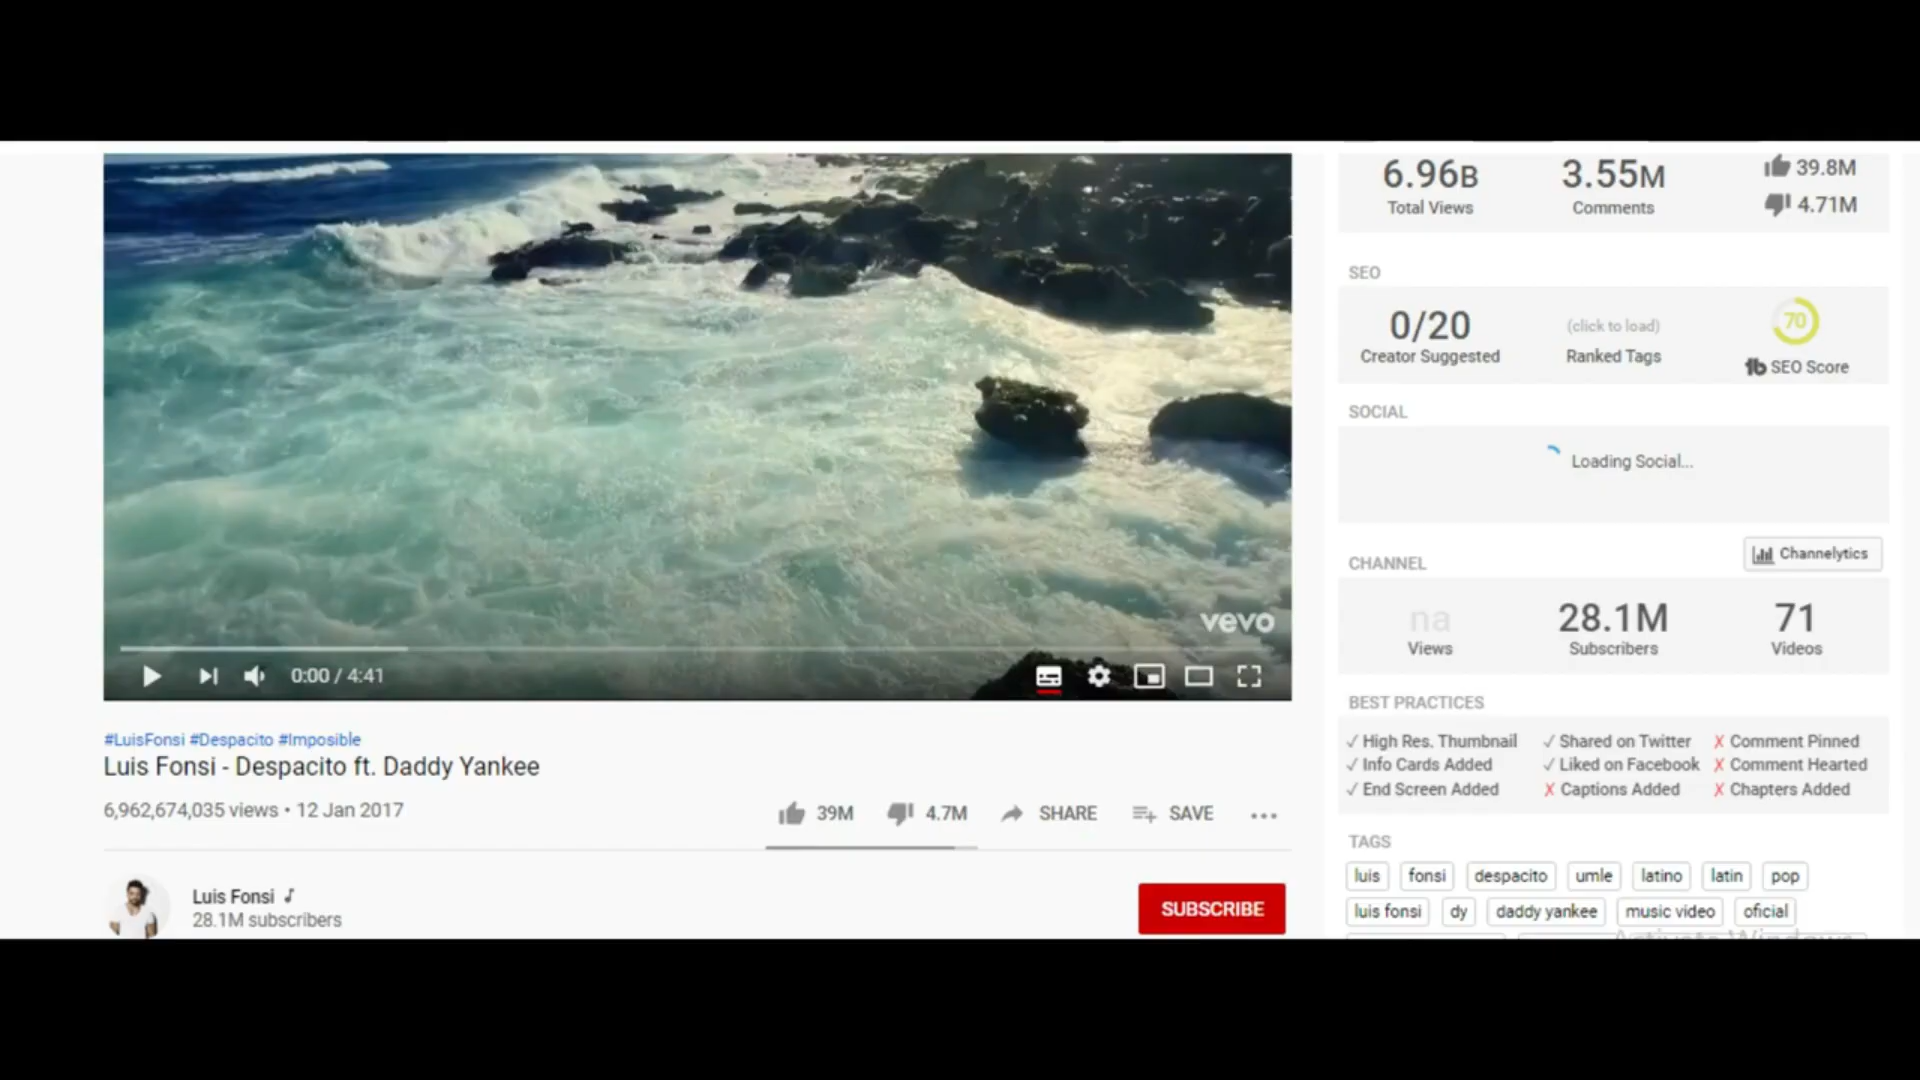 vevo
0:00 / 4:41
#LuisFonsi #Despacito #Imposible
Luis Fonsi - Despacito ft. Daddy Yankee
6,962,674,035 views • 12 Jan 2017
39M 4.7M SHARE SAVE
Luis Fonsi
28.1M subscribers
SUBSCRIBE
6.96B 3.55M 39.8M
Total Views Comments 4.71M
SEO
0/20 (click to load) 70
Creator Suggested Ranked Tags tb SEO Score
SOCIAL
Loading Social...
CHANNEL Channelytics
na 28.1M 71
Views Subscribers Videos
BEST PRACTICES
✓ High Res. Thumbnail ✓ Shared on Twitter ✗ Comment Pinned
✓ Info Cards Added ✓ Liked on Facebook ✗ Comment Hearted
✓ End Screen Added ✗ Captions Added ✗ Chapters Added
TAGS
luis fonsi despacito umle latino latin pop
luis fonsi dy daddy yankee music video oficial
Activate Windows